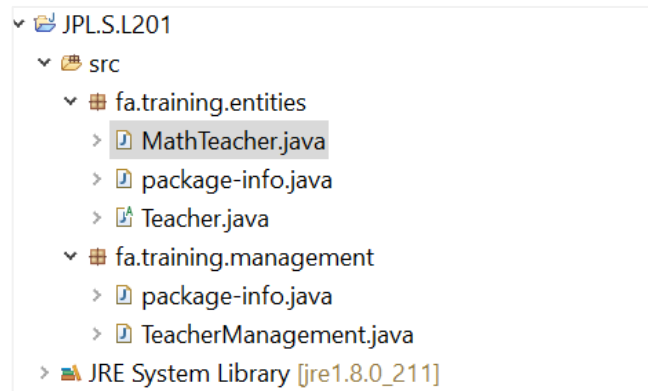 JPL.S.L201
src
fa.training.entities
MathTeacher.java
package-info.java
Teacher.java
fa.training.management
package-info.java
TeacherManagement.java
JRE System Library [jre1.8.0_211]